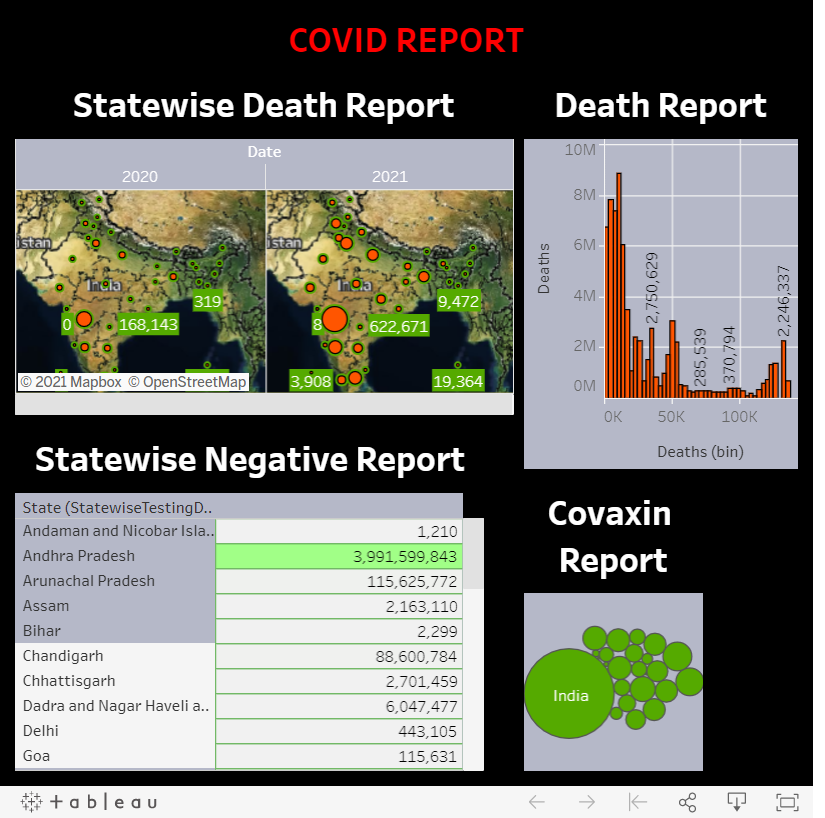 COVID REPORT
Statewise Death Report
Date
2020
2021
India
319
0
168,143
© 2021 Mapbox © OpenStreetMap
istan
India
9,472
8
622,671
3,908
19,364
Death Report
Deaths
10M
8M
6M
4M
2M
0M
2,750,629
285,539
370,794
2,246,337
0K
50K
100K
Deaths (bin)
Statewise Negative Report
State (StatewiseTestingD..
Andaman and Nicobar Isla.. 1,210
Andhra Pradesh 3,991,599,843
Arunachal Pradesh 115,625,772
Assam 2,163,110
Bihar 2,299
Chandigarh 88,600,784
Chhattisgarh 2,701,459
Dadra and Nagar Haveli a.. 6,047,477
Delhi 443,105
Goa 115,631
Covaxin
Report
India
+ a b l e a u